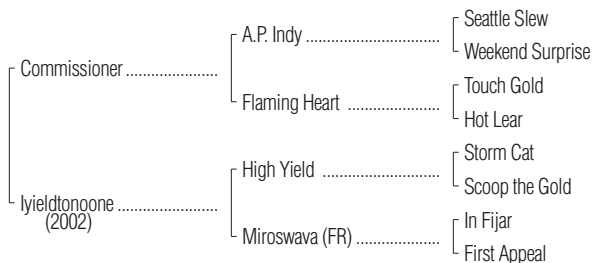 Seattle Slew
A.P. Indy ..............................
Weekend Surprise
Commissioner .....................
Touch Gold
Flaming Heart .....................
Hot Lear
Storm Cat
High Yield ...........................
Scoop the Gold
Iyieldtonoone .......................
(2002)
In Fijar
Miroswava (FR) ...................
First Appeal